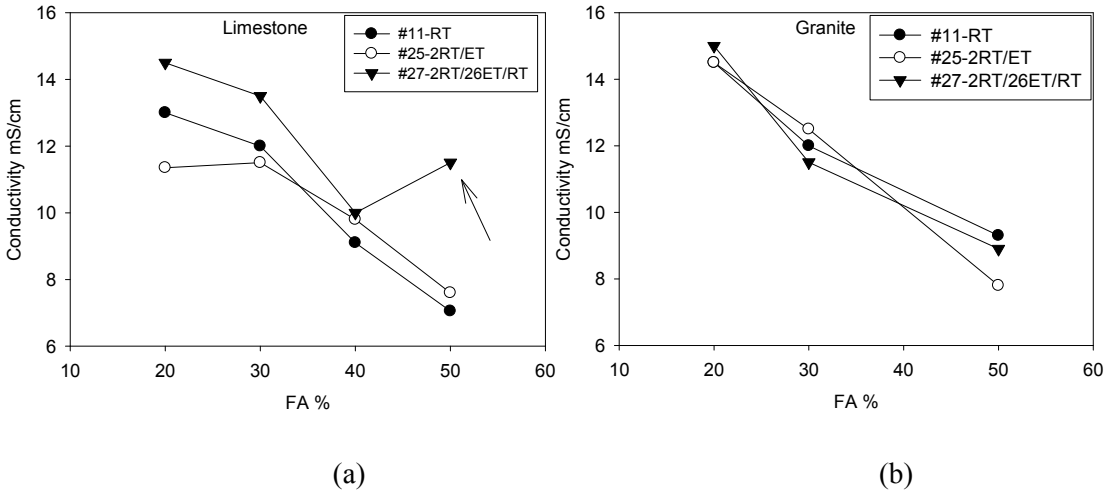 Limestone
#11-RT
#25-2RT/ET
#27-2RT/26ET/RT
Conductivity mS/cm
16
14
12
10
8
6
10 20 30 40 50 60
FA %
(a)
Granite
#11-RT
#25-2RT/ET
#27-2RT/26ET/RT
Conductivity mS/cm
16
14
12
10
8
6
10 20 30 40 50 60
FA %
(b)